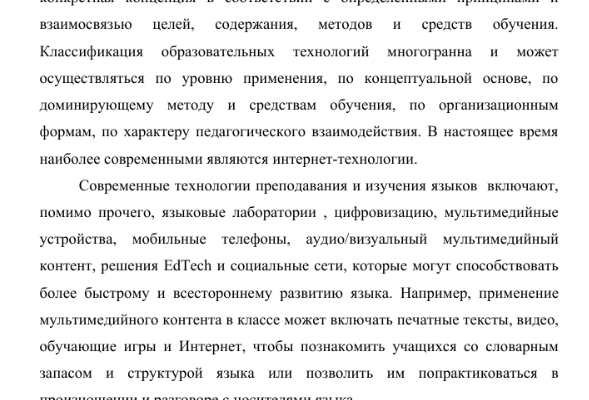 конкретная концепция в соответствии с определенными принципами и
взаимосвязью целей, содержания, методов и средств обучения.
Классификация образовательных технологий многогранна и может
осуществляться по уровню применения, по концептуальной основе, по
доминирующему методу и средствам обучения, по организационным
формам, по характеру педагогического взаимодействия. В настоящее время
наиболее современными являются интернет-технологии.
Современные технологии преподавания и изучения языков включают,
помимо прочего, языковые лаборатории , цифровизацию, мультимедийные
устройства, мобильные телефоны, аудио/визуальный мультимедийный
контент, решения EdTech и социальные сети, которые могут способствовать
более быстрому и всестороннему развитию языка. Например, применение
мультимедийного контента в классе может включать печатные тексты, видео,
обучающие игры и Интернет, чтобы познакомить учащихся со словарным
запасом и структурой языка или позволить им попрактиковаться в
произношении и разговоре с носителями языка.